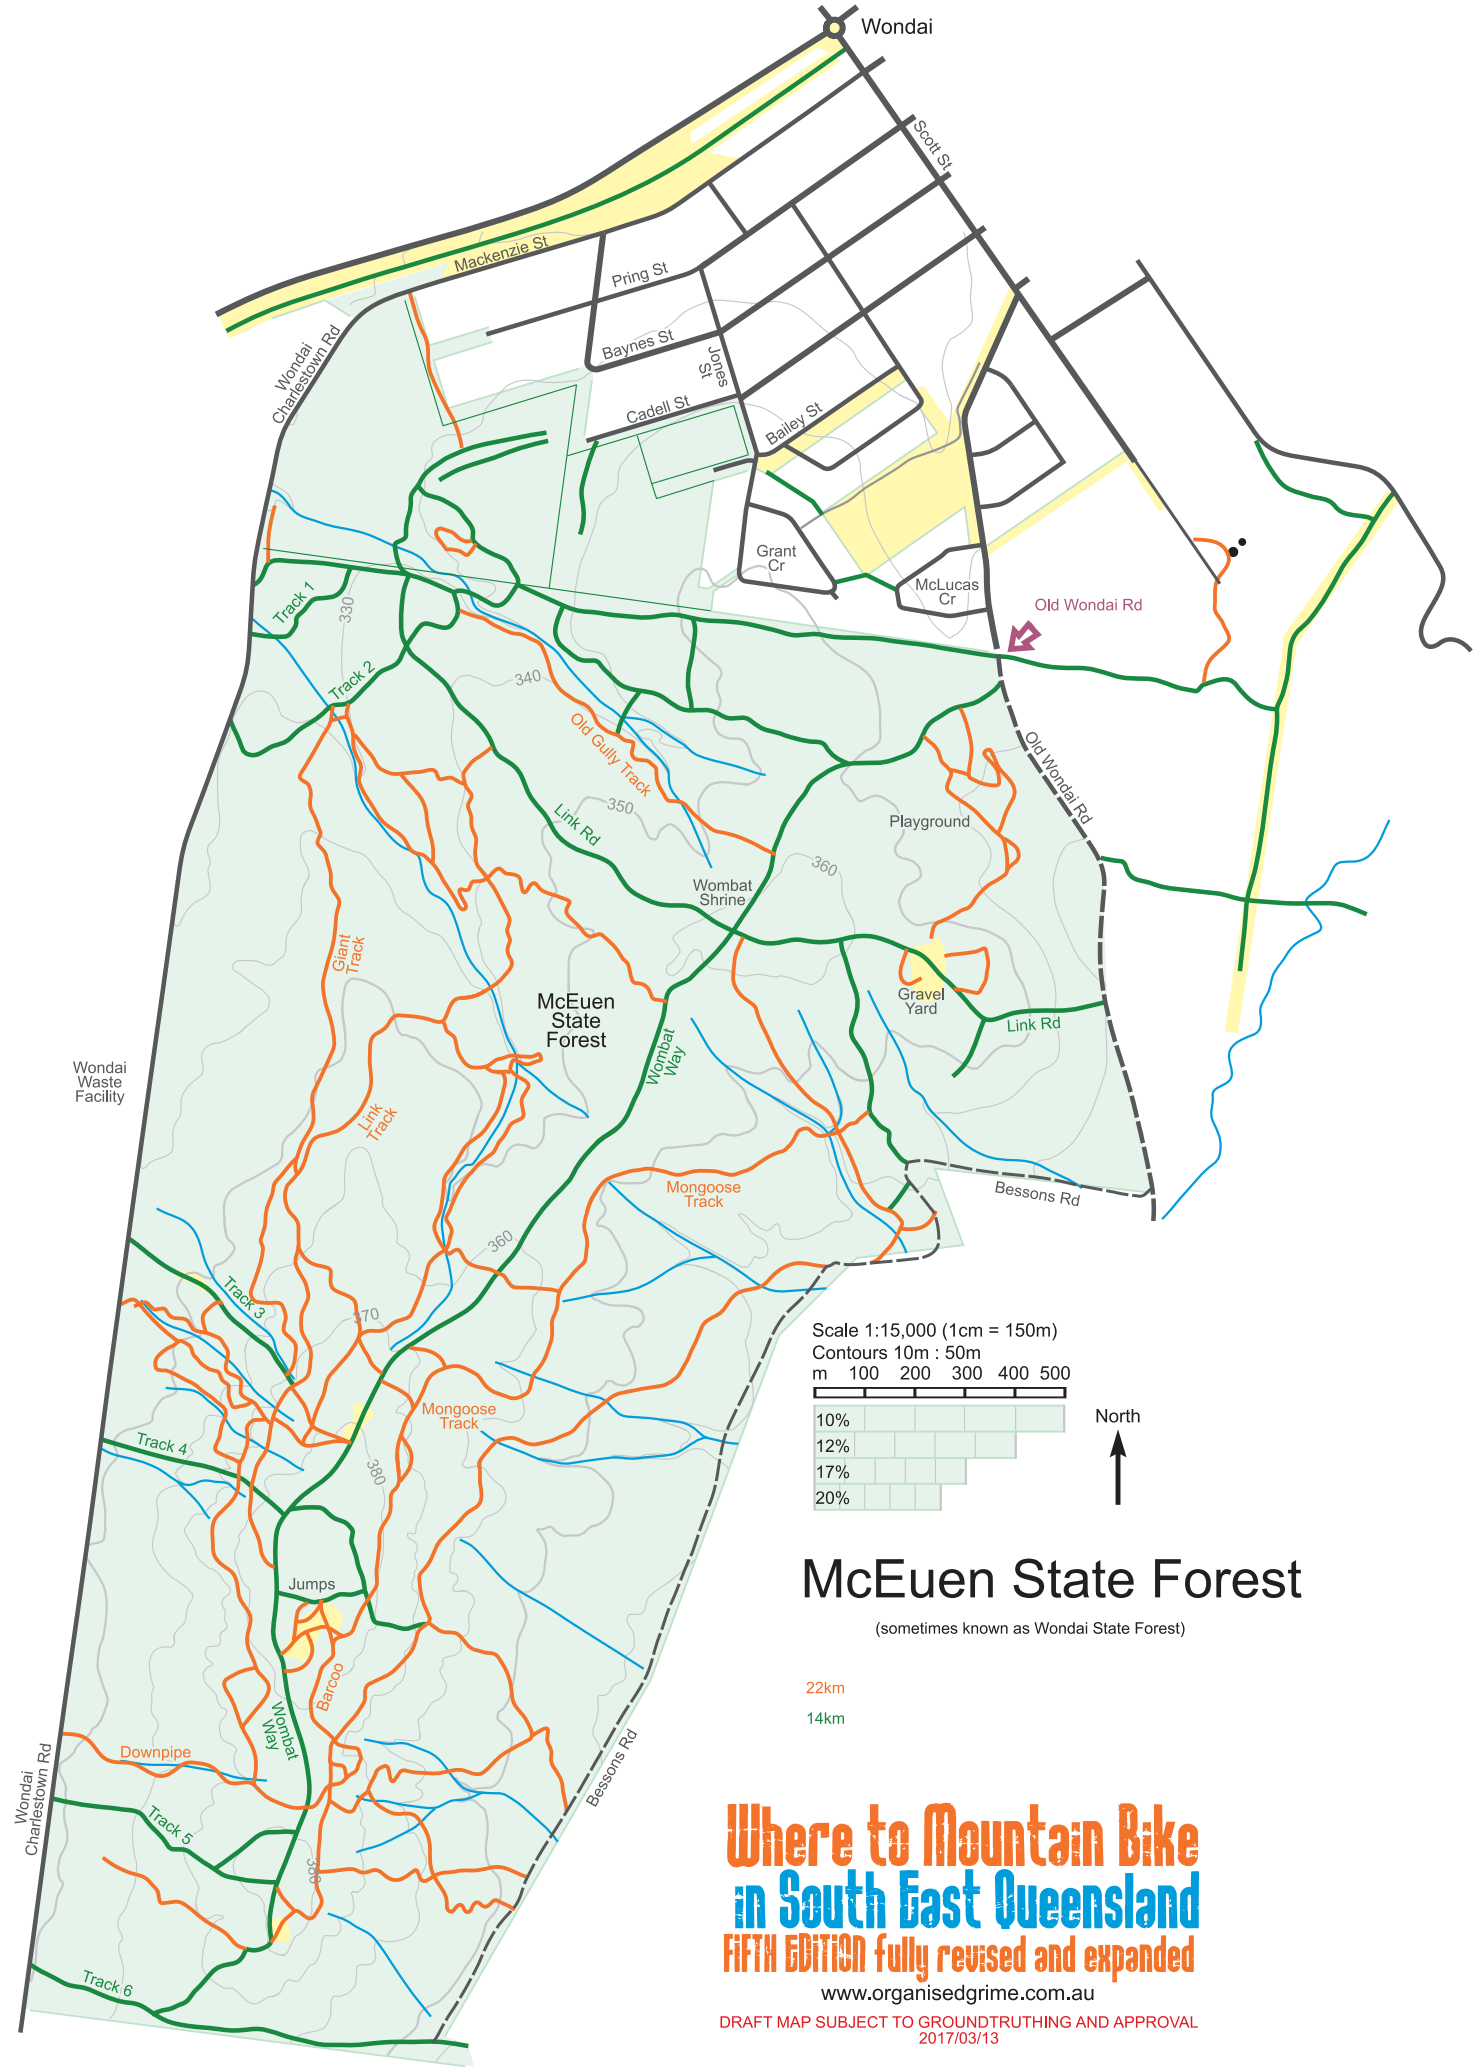 Wondai
Scott St
Mackenzie St
Pring St
Baynes St
Jones
St
Cadell St
Bailey St
Wondai
Charlestown Rd
Grant
Cr
McLucas
Cr
Old Wondai Rd
Track 1
330
Track 2
340
Old Gully Track
Old Wondai Rd
350
Link Rd
Playground
360
Wombat
Shrine
Giant
Track
McEuen
State
Forest
Gravel
Yard
Link Rd
Wombat
Way
Wondai
Waste
Facility
Link
Track
Mongoose
Track
Bessons Rd
360
Track 3
370
Scale 1:15,000 (1cm = 150m)
Contours 10m : 50m
m 100 200 300 400 500
10%
12%
17%
20%
North
Mongoose
Track
Track 4
380
McEuen State Forest
(sometimes known as Wondai State Forest)
Jumps
22km
14km
Barcoo
Wombat
Way
Downpipe
Bessons Rd
Wondai
Charlestown Rd
Track 5
380
Where to Mountain Bike
in South East Queensland
FiFTH EDiTiON fully revised and expanded
www.organisedgrime.com.au
Track 6
DRAFT MAP SUBJECT TO GROUNDTRUTHING AND APPROVAL
2017/03/13